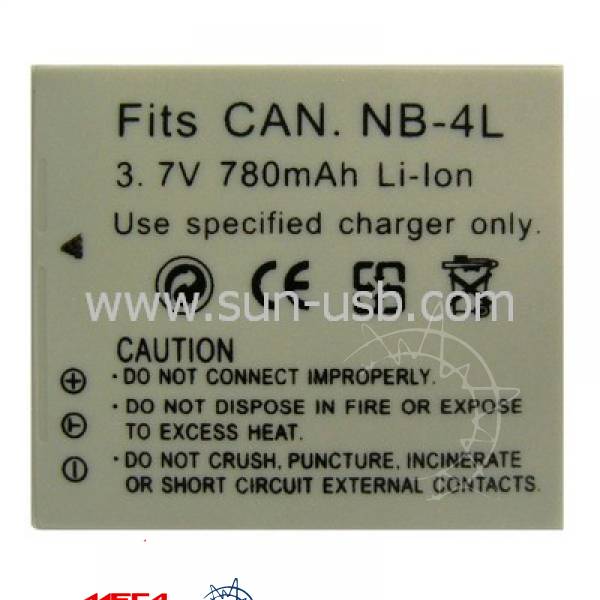 Fits CAN. NB-4L
3.7V 780mAh Li-Ion
Use specified charger only.
CE
www.sun-usb.com
CAUTION
• DO NOT CONNECT IMPROPERLY.
• DO NOT DISPOSE IN FIRE OR EXPOSE
TO EXCESS HEAT.
• DO NOT CRUSH, PUNCTURE, INCINERATE
OR SHORT CIRCUIT EXTERNAL CONTACTS.